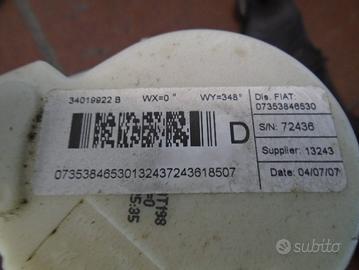 34019922 B WX=0 " WY=348°
Dis. FIAT:
07353846530
D
S/N: 72436
Supplier: 13243
Date: 04/07/07
07353846530132437243618507
subito